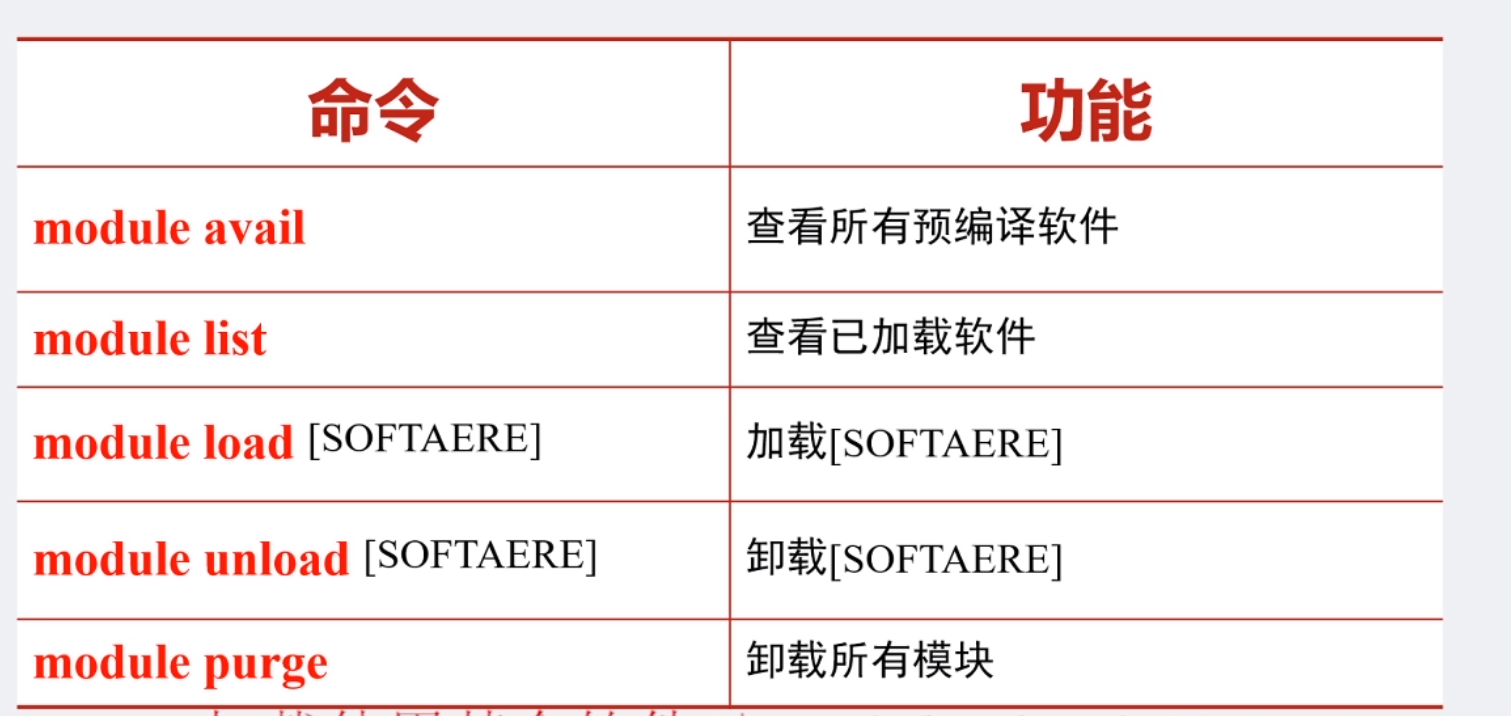 命令 功能
module avail 查看所有预编译软件
module list 查看已加载软件
module load [SOFTAERE] 加载[SOFTAERE]
module unload [SOFTAERE] 卸载[SOFTAERE]
module purge 卸载所有模块